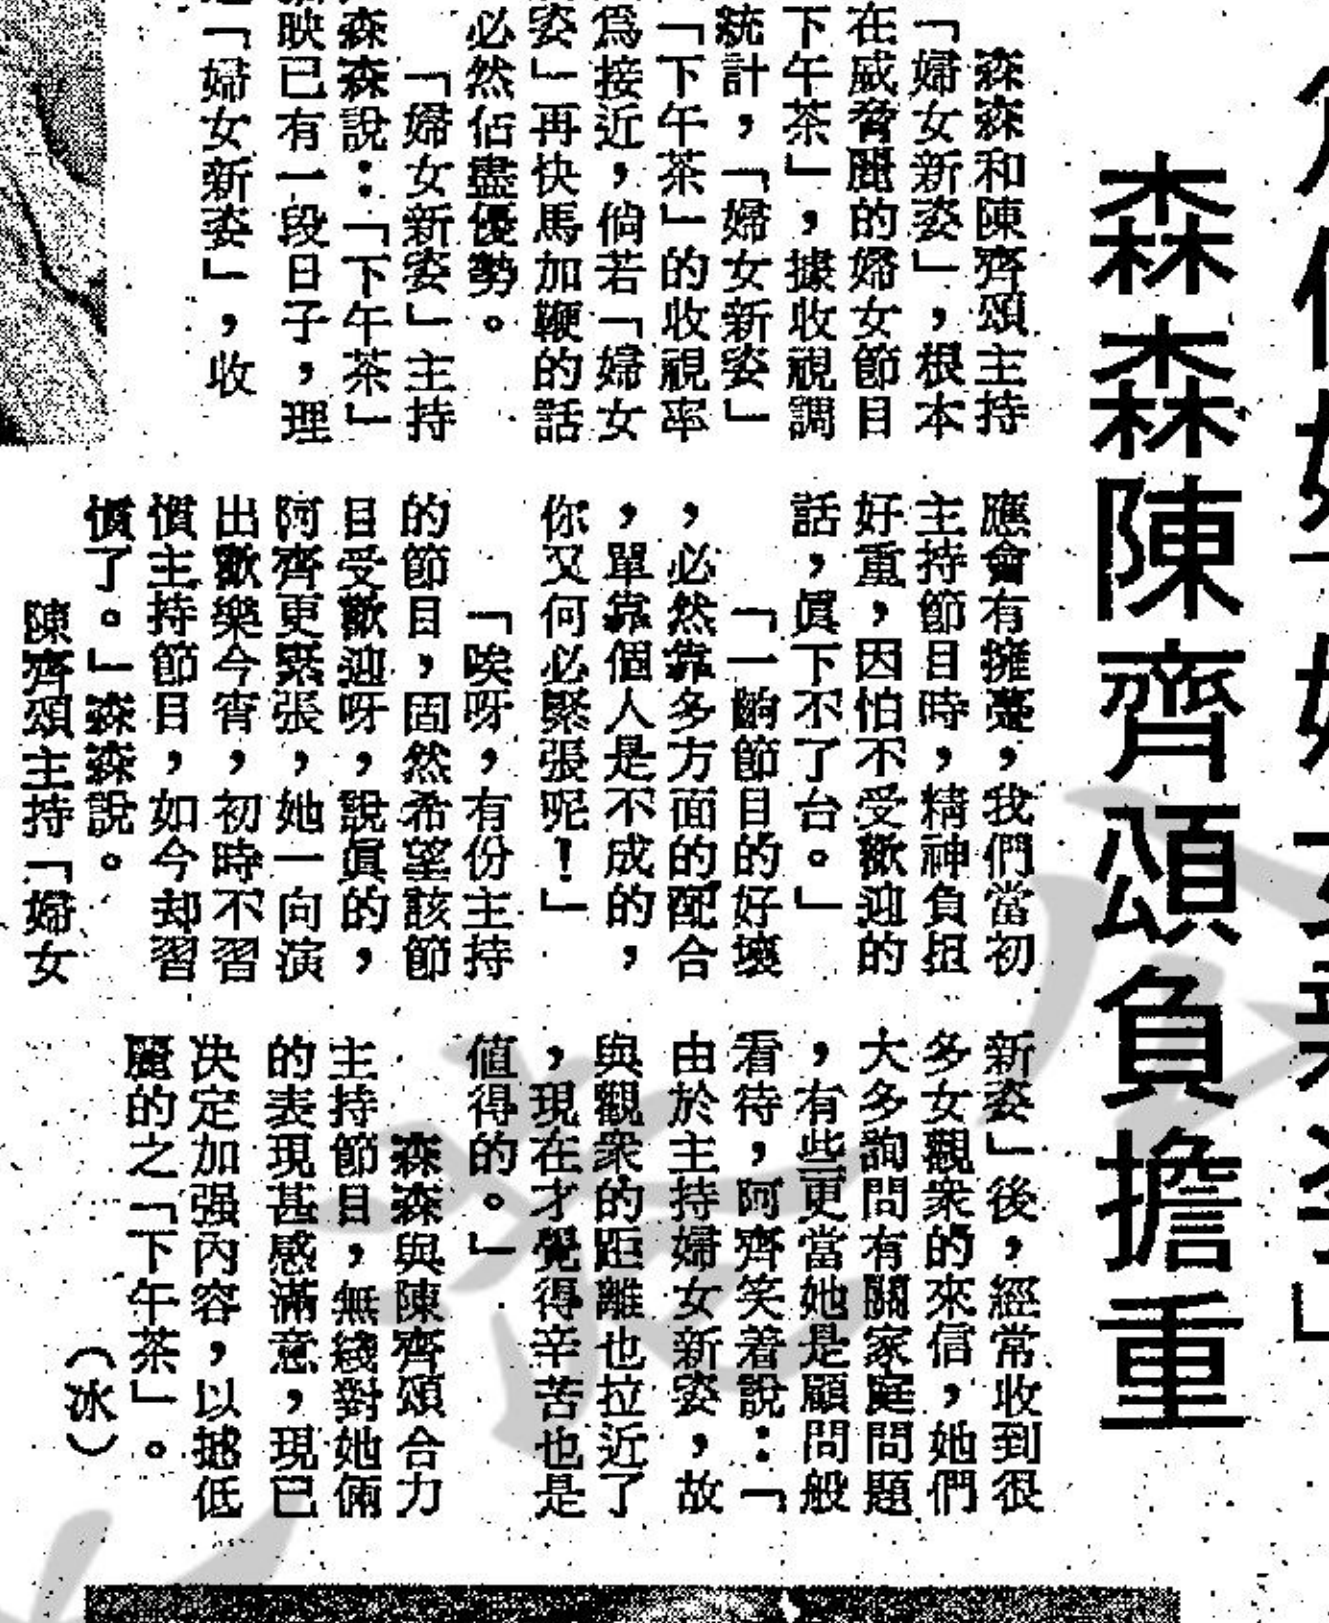 森森陳齊頌負擔重
森森和陳齊頌主持
「婦女新姿」，根本
在威脅麗的婦女節目
下午茶」，據收視調
統計，「婦女新姿」
「下午茶」的收視率
為接近，倘若「婦女
姿」再快馬加鞭的話
必然佔盡優勢。
「婦女新姿」主持
森森說：「下午茶」
映已有一段日子，理
「婦女新姿」，收
應會有擁躉，我們當初
主持節目時，精神負担
好重，因怕不受歡迎的
話，眞下不了台。」
「一齣節目的好壞
，必然靠多方面的配合
，單靠個人是不成的，
你又何必緊張呢！」
「唉呀，有份主持
的節目，固然希望該節
目受歡迎呀，說眞的，
阿齊更緊張，她一向演
出歡樂今宵，初時不習
慣主持節目，如今却習
慣了。」森森說。
陳齊頌主持「婦女
新姿」後，經常收到很
多女觀衆的來信，她們
大多詢問有關家庭問題
，有些更當她是顧問般
看待，阿齊笑着說：「
由於主持婦女新姿，故
與觀衆的距離也拉近了
，現在才覺得辛苦也是
值得的。」
森森與陳齊頌合力
主持節目，無綫對她倆
的表現甚感滿意，現已
决定加强內容，以撼低
麗的之「下午茶」。
（冰）